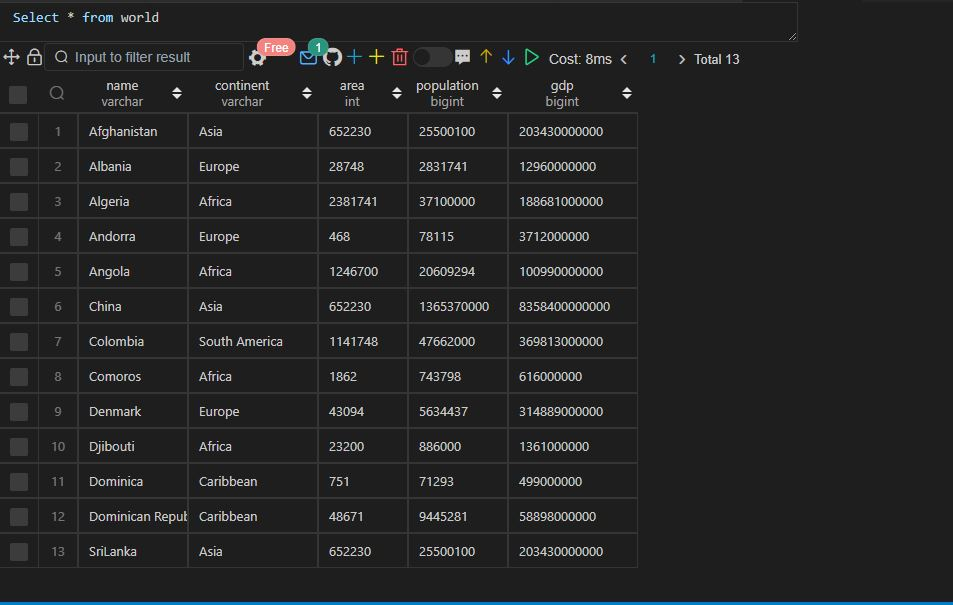 Select * from world
Input to filter result Free 1 Cost: 8ms 1 Total 13
name continent area population gdp
varchar varchar int bigint bigint
1 Afghanistan Asia 652230 25500100 203430000000
2 Albania Europe 28748 2831741 12960000000
3 Algeria Africa 2381741 37100000 188681000000
4 Andorra Europe 468 78115 3712000000
5 Angola Africa 1246700 20609294 100990000000
6 China Asia 652230 1365370000 8358400000000
7 Colombia South America 1141748 47662000 369813000000
8 Comoros Africa 1862 743798 616000000
9 Denmark Europe 43094 5634437 314889000000
10 Djibouti Africa 23200 886000 1361000000
11 Dominica Caribbean 751 71293 499000000
12 Dominican Repub Caribbean 48671 9445281 58898000000
13 SriLanka Asia 652230 25500100 203430000000